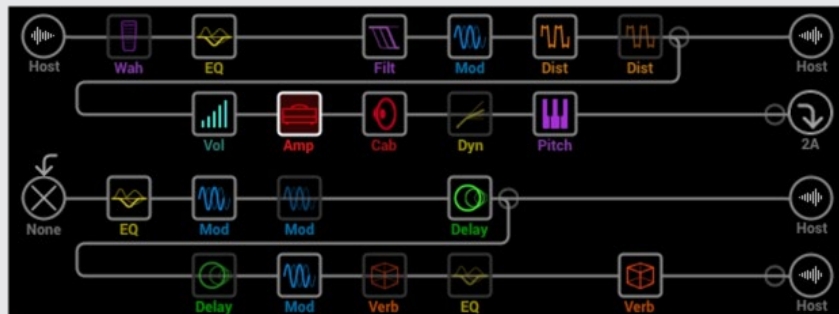 Host Wah EQ Filt Mod Dist Dist Host
Vol Amp Cab Dyn Pitch 2A
None EQ Mod Mod Delay Host
Delay Mod Verb EQ Verb Host